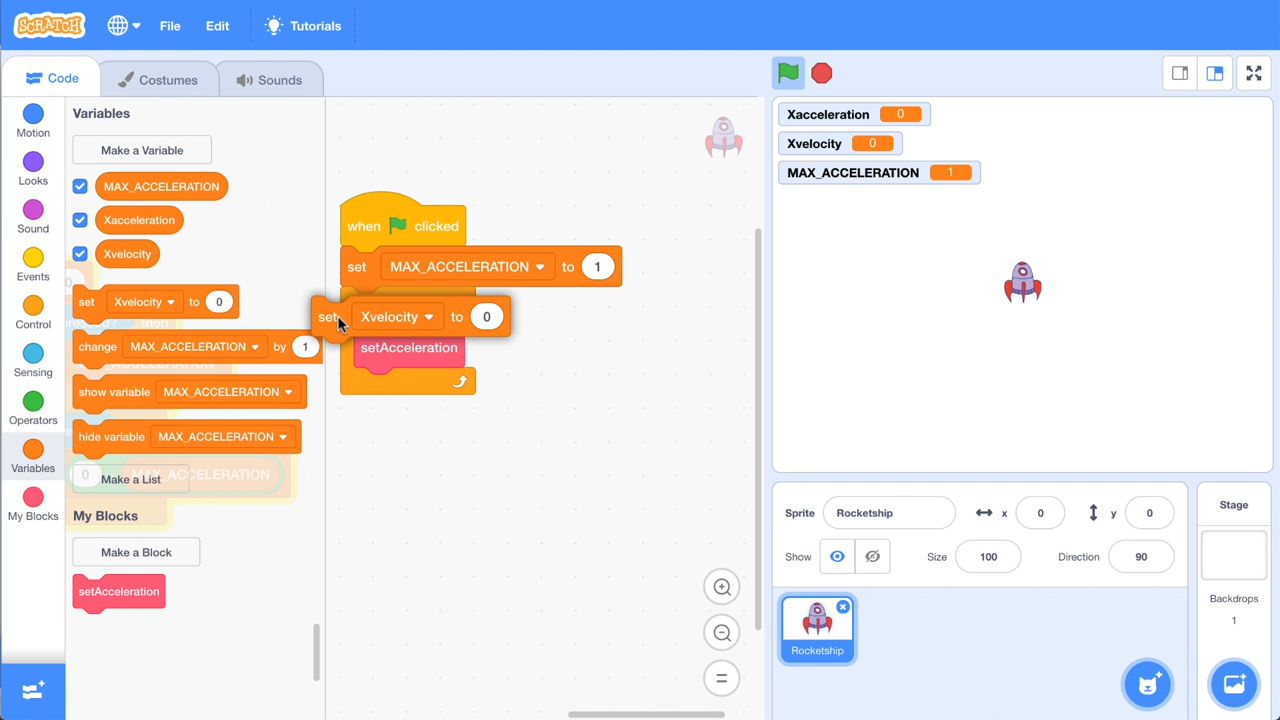 SCRATCH File Edit Tutorials
Code Costumes Sounds
Motion
Looks
Sound
Events
Control
Sensing
Operators
Variables
My Blocks
Variables
Make a Variable
MAX_ACCELERATION
Xacceleration
Xvelocity
set Xvelocity to 0
change MAX_ACCELERATION by 1
show variable MAX_ACCELERATION
hide variable MAX_ACCELERATION
0 MAX_ACCELERATION
Make a List
My Blocks
Make a Block
setAcceleration
when clicked
set MAX_ACCELERATION to 1
set Xvelocity to 0
setAcceleration
Xacceleration 0
Xvelocity 0
MAX_ACCELERATION 1
Sprite Rocketship x 0 y 0
Show Size 100 Direction 90
Rocketship
Stage
Backdrops
1